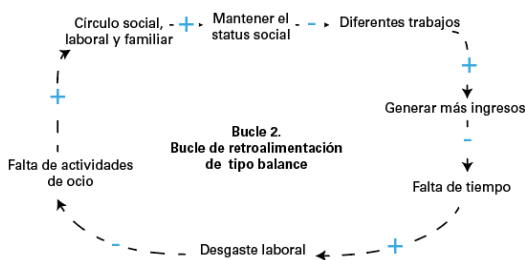 Círculo social,
laboral y familiar
+
Mantener el
status social
-
Diferentes trabajos
+
Generar más ingresos
-
Falta de tiempo
+
Desgaste laboral
-
Falta de actividades
de ocio
+
Bucle 2.
Bucle de retroalimentación
de tipo balance